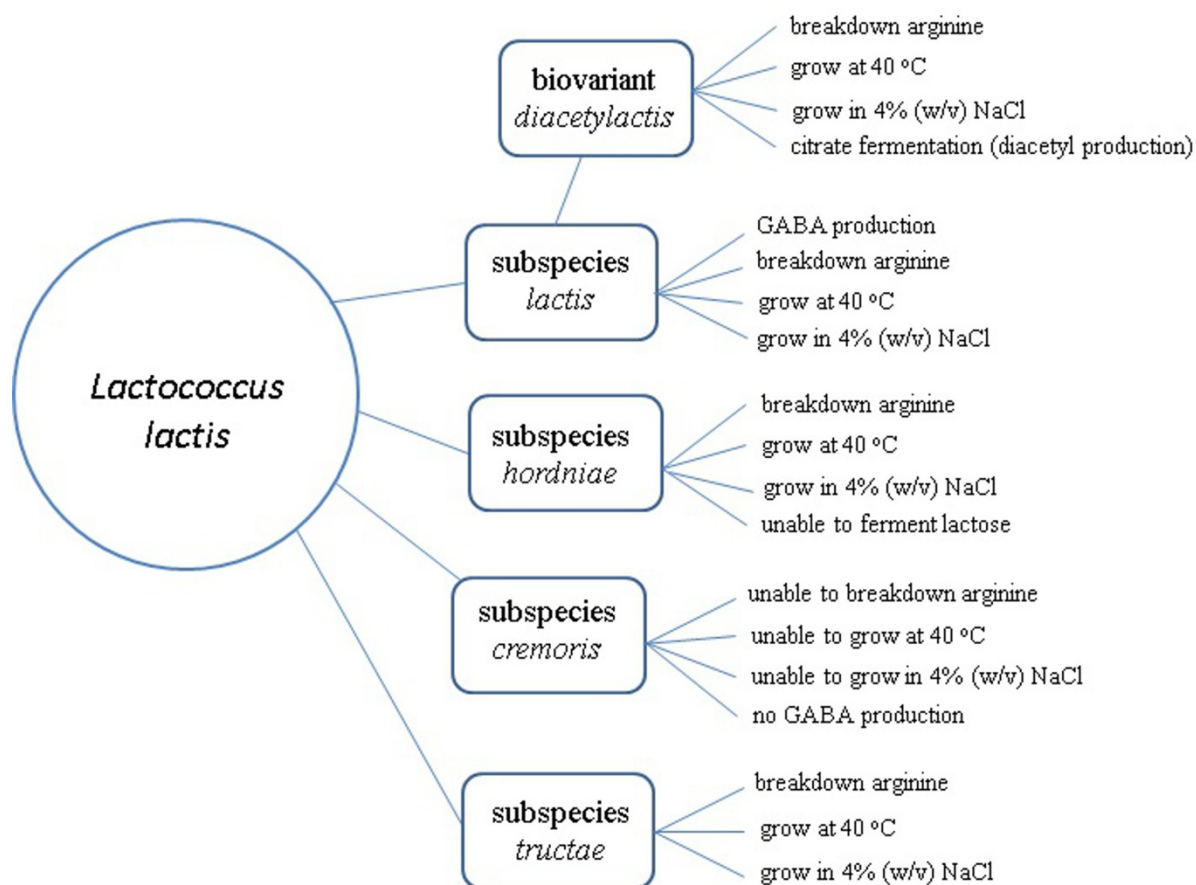 Lactococcus
lactis
biovariant
diacetylactis
breakdown arginine
grow at 40 °C
grow in 4% (w/v) NaCl
citrate fermentation (diacetyl production)
subspecies
lactis
GABA production
breakdown arginine
grow at 40 °C
grow in 4% (w/v) NaCl
subspecies
hordniae
breakdown arginine
grow at 40 °C
grow in 4% (w/v) NaCl
unable to ferment lactose
subspecies
cremoris
unable to breakdown arginine
unable to grow at 40 °C
unable to grow in 4% (w/v) NaCl
no GABA production
subspecies
tructae
breakdown arginine
grow at 40 °C
grow in 4% (w/v) NaCl